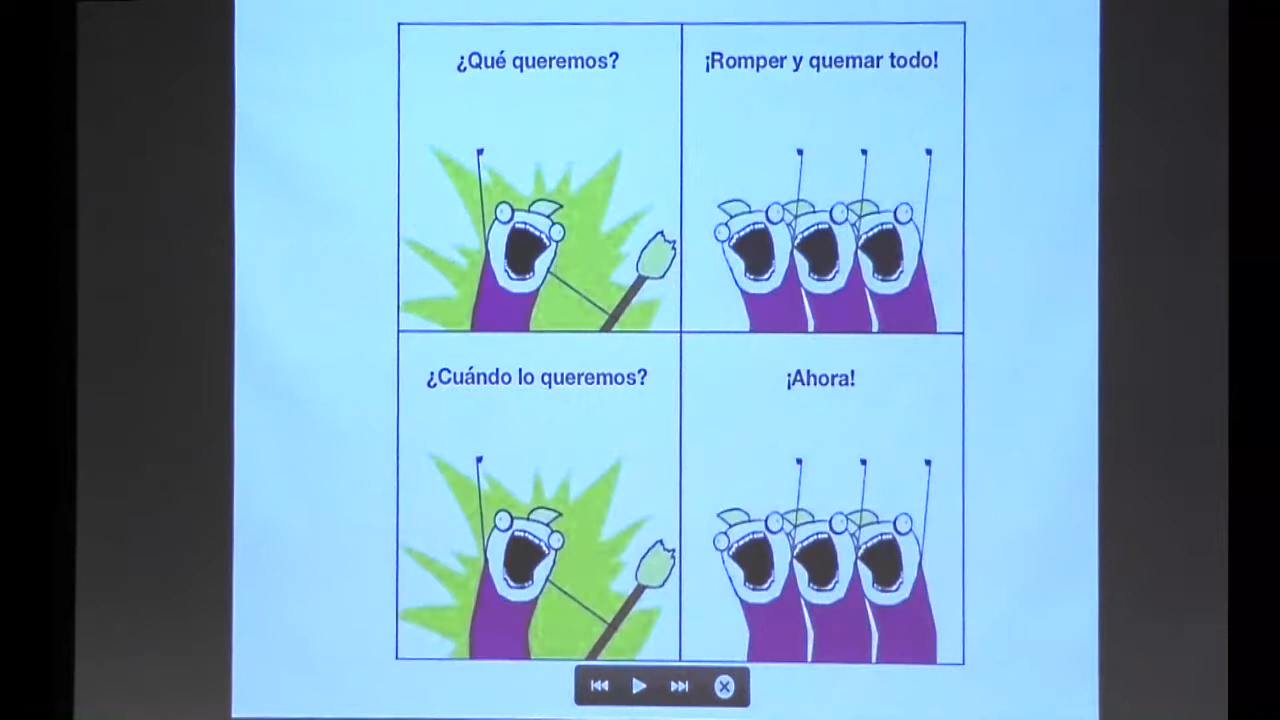 ¿Qué queremos?
¡Romper y quemar todo!
¿Cuándo lo queremos?
¡Ahora!